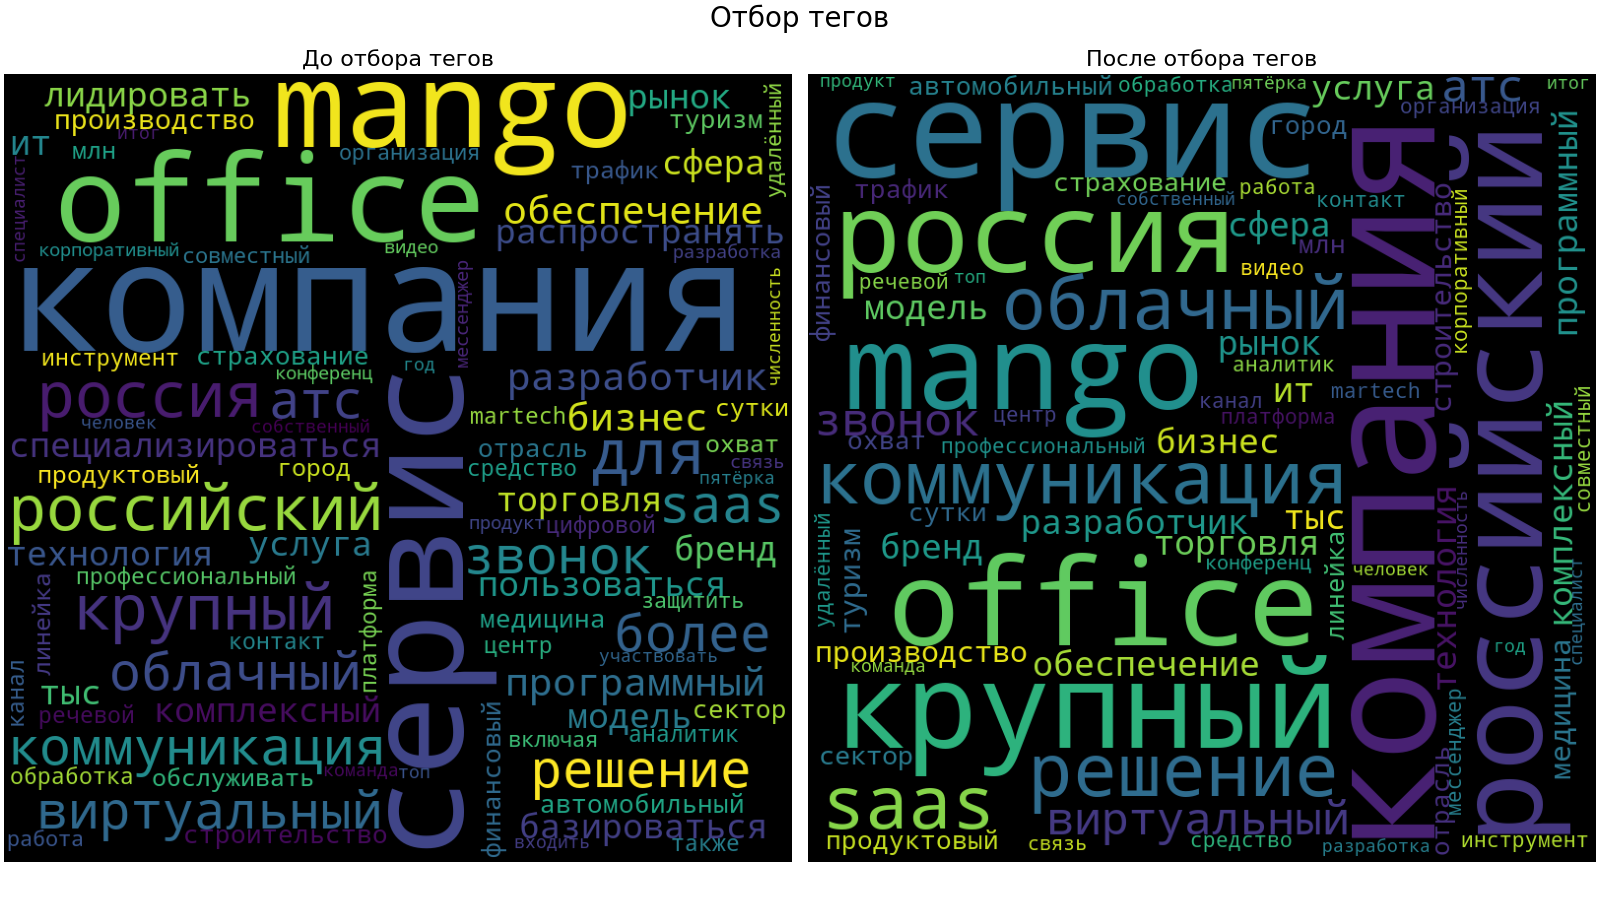 Отбор тегов
До отбора тегов
mango
лидировать
рынок
производство
туризм
удалённый
итог
ит
млн
организация
office
трафик
сфера
специалист
обеспечение
распространять
корпоративный
совместный
видео
разработка
компания
мессенджер
численность
инструмент
страхование
конференц
год
россия
атс
разработчик
человек
собственный
сервис
martech
бизнес
сутки
специализироваться
отрасль
для
охват
продуктовый
город
средство
связь
пятёрка
российский
торговля
saas
продукт
цифровой
технология
услуга
звонок
бренд
профессиональный
платформа
пользоваться
линейка
крупный
защитить
медицина
контакт
центр
более
канал
облачный
участвовать
тыс
программный
речевой
комплексный
финансовый
модель
сектор
коммуникация
включая
аналитик
обработка
обслуживать
команда
топ
решение
виртуальный
автомобильный
работа
строительство
базироваться
входить
также
После отбора тегов
продукт
автомобильный
обработка
пятёрка
услуга
атс
итог
организация
сервис
город
программный
компания
российский
трафик
страхование
работа
финансовый
собственный
контакт
строительство
корпоративный
россия
сфера
млн
речевой
топ
видео
модель
облачный
mango
рынок
аналитик
ит
martech
канал
звонок
центр
платформа
охват
профессиональный
бизнес
комплексный
совместный
коммуникация
сутки
разработчик
тыс
технология
численность
удалённый
туризм
бренд
торговля
линейка
конференц
office
человек
специалист
производство
команда
обеспечение
год
медицина
крупный
сектор
мессенджер
отрасль
решение
saas
виртуальный
продуктовый
связь
средство
разработка
инструмент